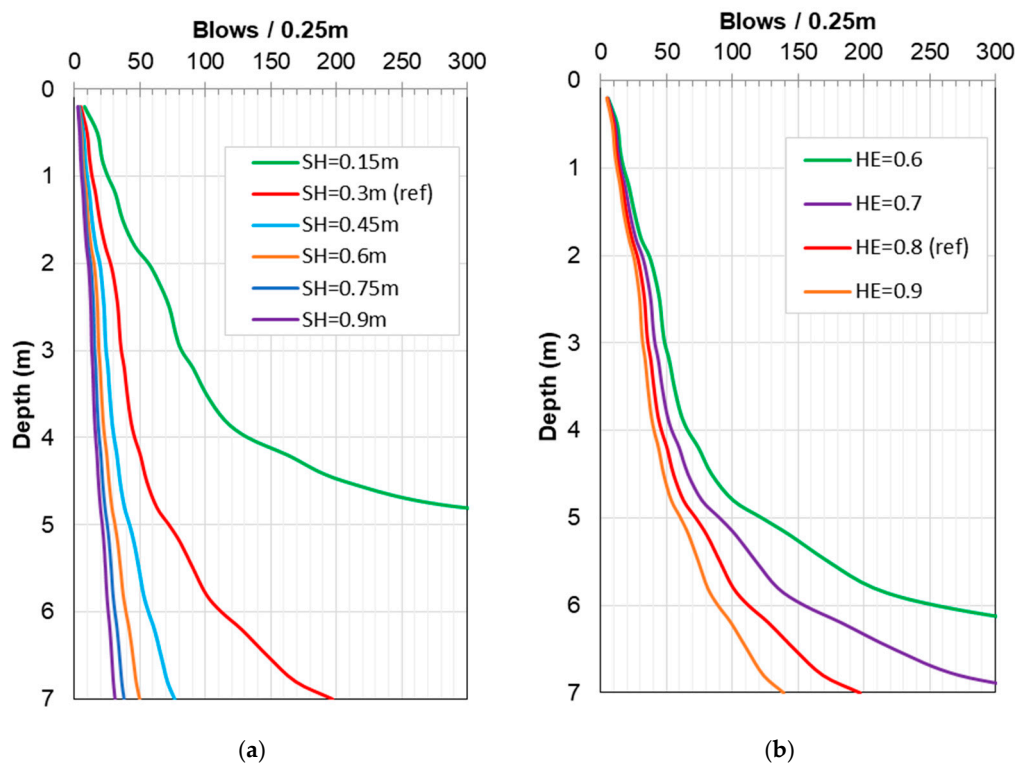 Blows / 0.25m
0 50 100 150 200 250 300
0
1
2
3
4
5
6
7
Depth (m)
SH=0.15m
SH=0.3m (ref)
SH=0.45m
SH=0.6m
SH=0.75m
SH=0.9m
(a)
Blows / 0.25m
0 50 100 150 200 250 300
0
1
2
3
4
5
6
7
Depth (m)
HE=0.6
HE=0.7
HE=0.8 (ref)
HE=0.9
(b)